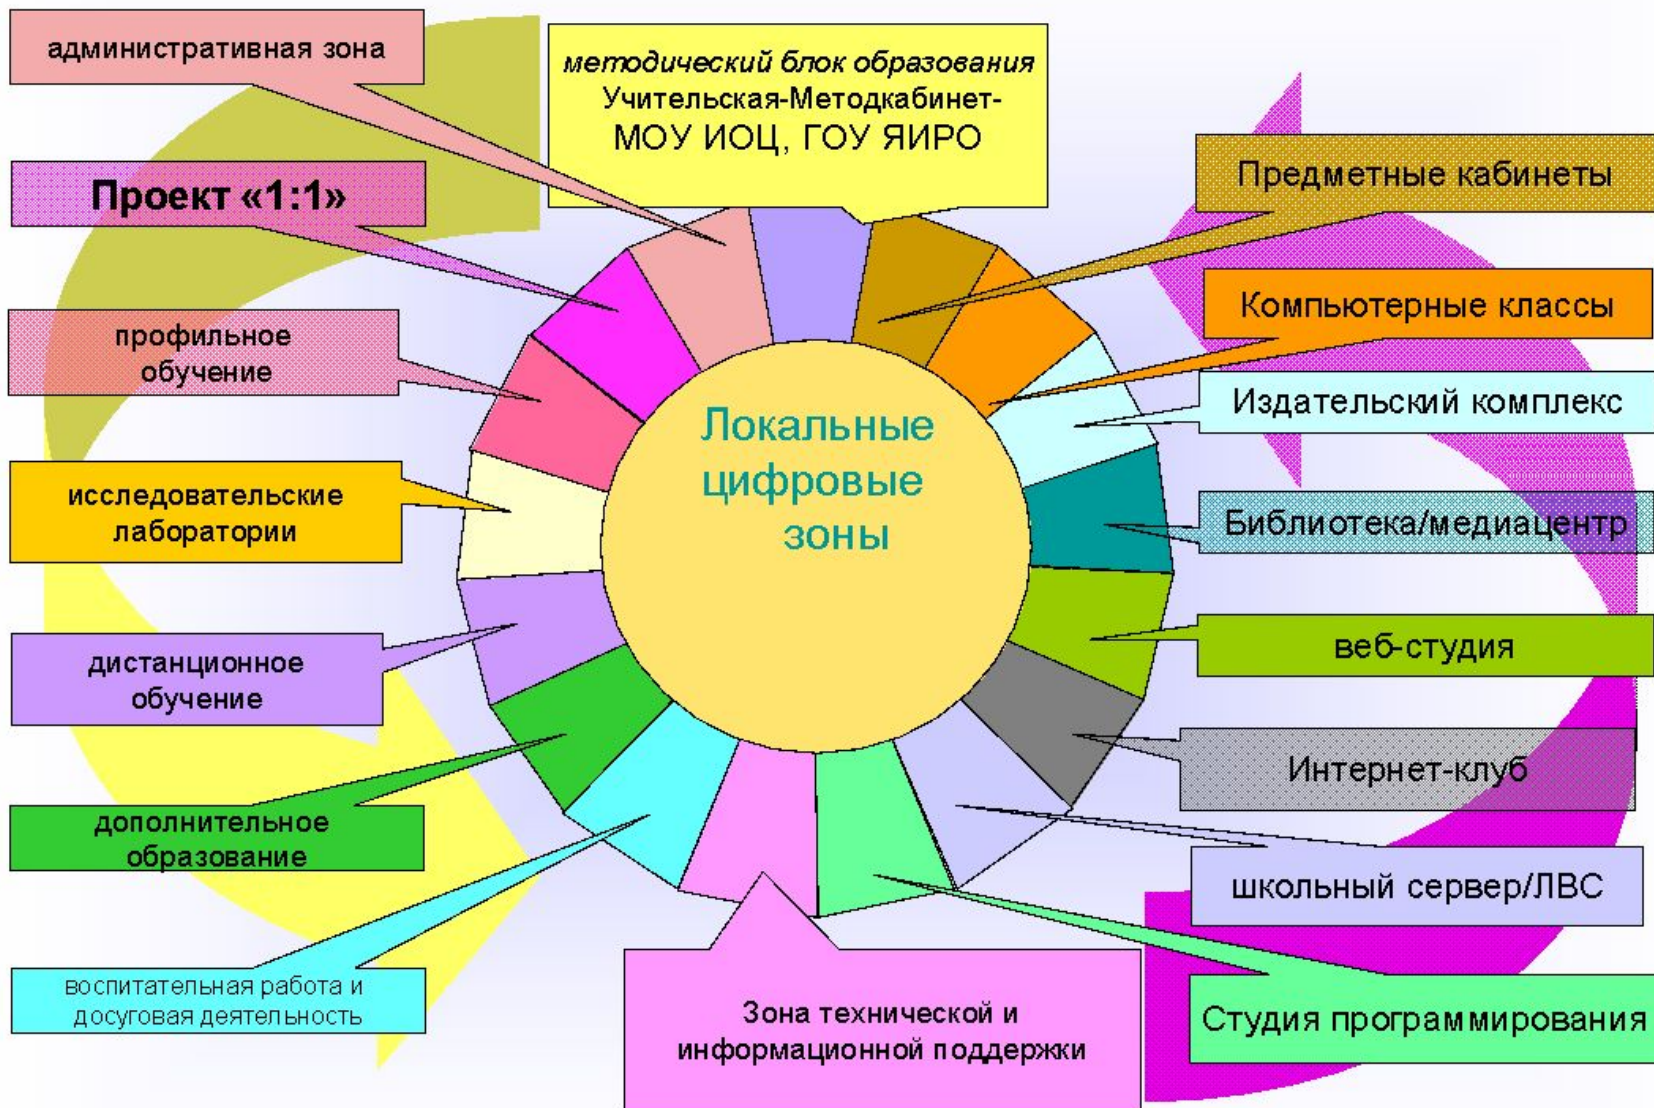 административная зона
методический блок образования
Учительская-Методкабинет-
МОУ ИОЦ, ГОУ ЯИРО
Проект «1:1»
профильное
обучение
исследовательские
лаборатории
дистанционное
обучение
дополнительное
образование
воспитательная работа и
досуговая деятельность
Локальные
цифровые
зоны
Предметные кабинеты
Компьютерные классы
Издательский комплекс
Библиотека/медиацентр
веб-студия
Интернет-клуб
школьный сервер/ЛВС
Студия программирования
Зона технической и
информационной поддержки